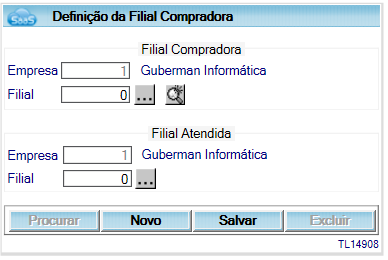 SaaS Definição da Filial Compradora
Filial Compradora
Empresa 1 Guberman Informática
Filial 0 ...
Filial Atendida
Empresa 1 Guberman Informática
Filial 0 ...
Procurar Novo Salvar Excluir
TL14908